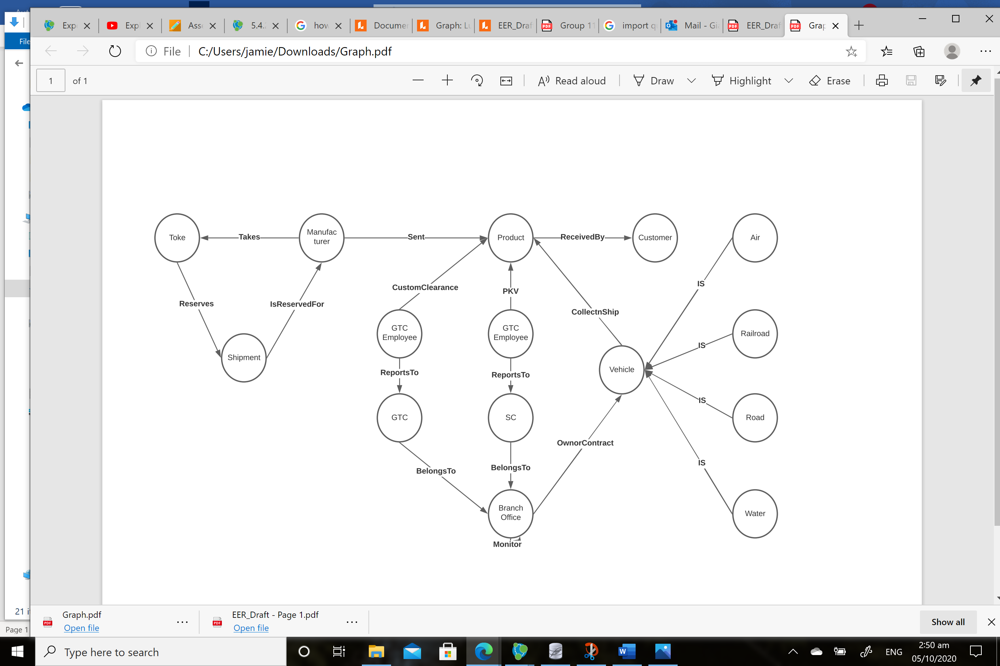 File
Exp
Expl
Ass
5.4.
how
Documen
Graph: Lu
EER_Draf
Group 11
import q
Mail - Gi
EER_Draf
Grap
File
C:/Users/jamie/Downloads/Graph.pdf
1
of 1
Read aloud
Draw
Highlight
Erase
Toke
Takes
Manufac
turer
Sent
Product
ReceivedBy
Customer
Air
CustomClearance
PKV
IS
Reserves
IsReservedFor
CollectnShip
GTC
Employee
GTC
Employee
Railroad
IS
Shipment
Vehicle
ReportsTo
ReportsTo
IS
GTC
SC
Road
OwnorContract
BelongsTo
BelongsTo
IS
Branch
Office
Water
Monitor
21 i
Page 1
Graph.pdf
Open file
EER_Draft - Page 1.pdf
Open file
Show all
Type here to search
ENG
2:50 am
05/10/2020